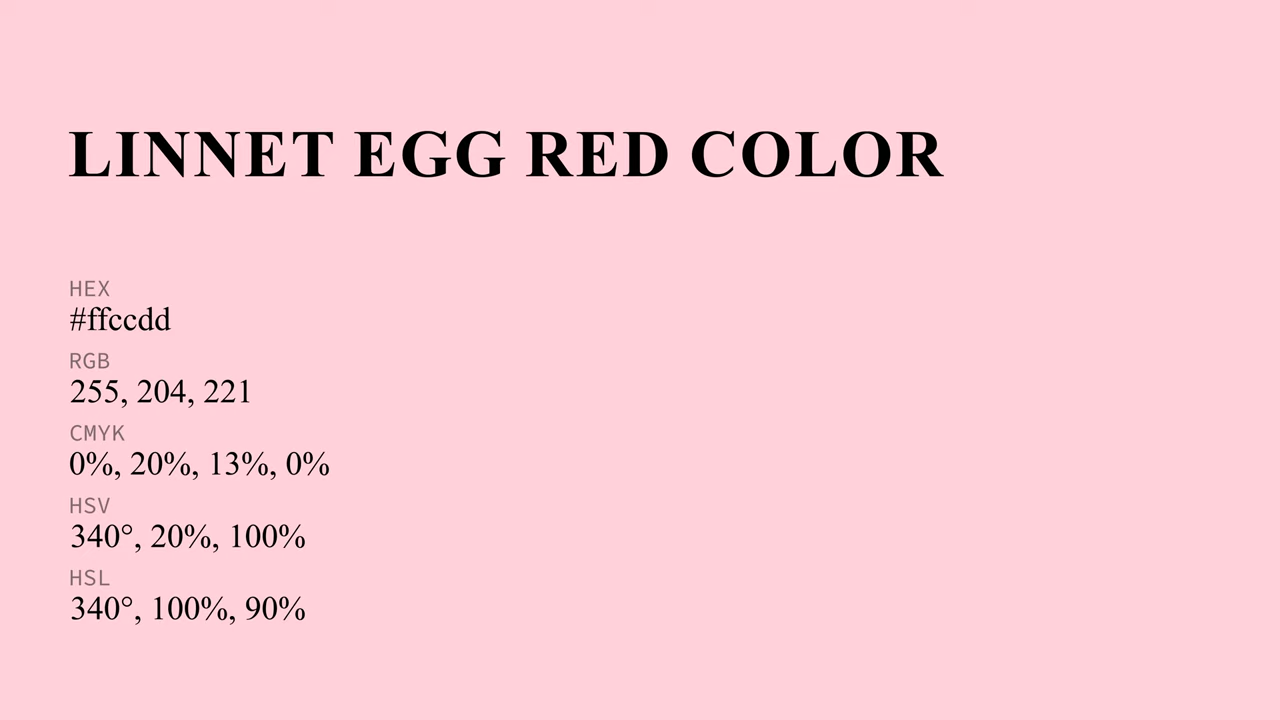 LINNET EGG RED COLOR
HEX
#ffccdd
RGB
255, 204, 221
CMYK
0%, 20%, 13%, 0%
HSV
340°, 20%, 100%
HSL
340°, 100%, 90%